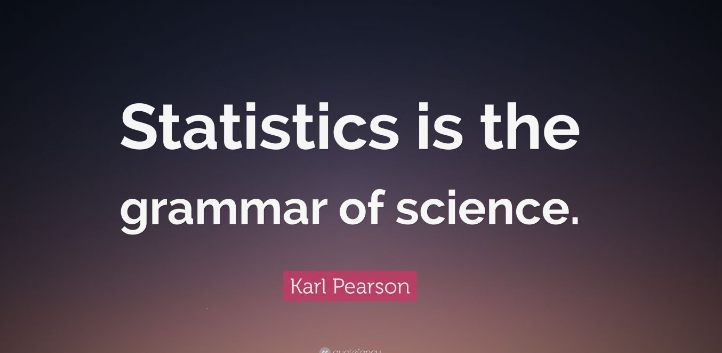 Statistics is the
grammar of science.
Karl Pearson